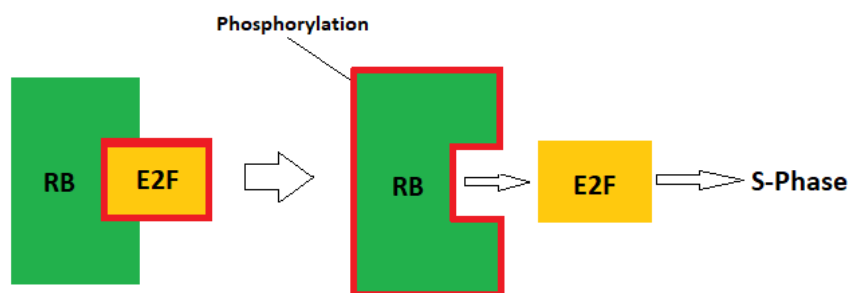 Phosphorylation
RB
E2F
RB
E2F
S-Phase